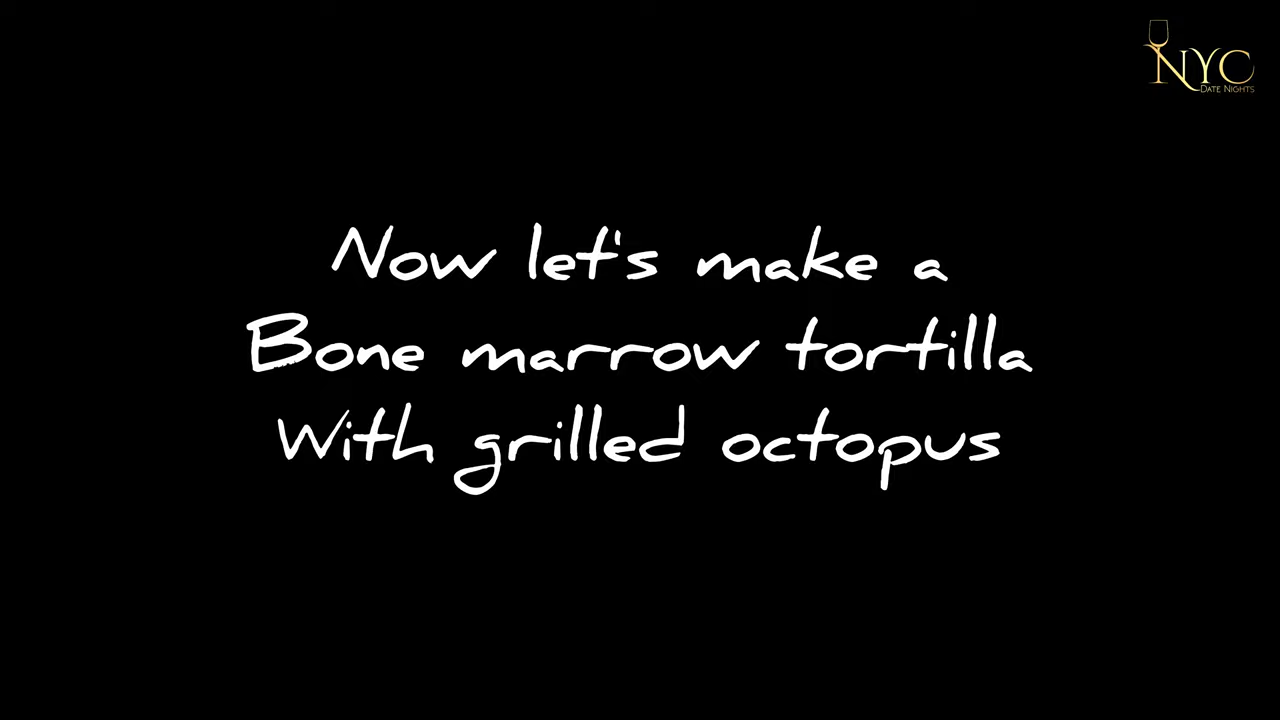 NYC
DATE NIGHTS
Now let's make a
Bone marrow tortilla
With grilled octopus